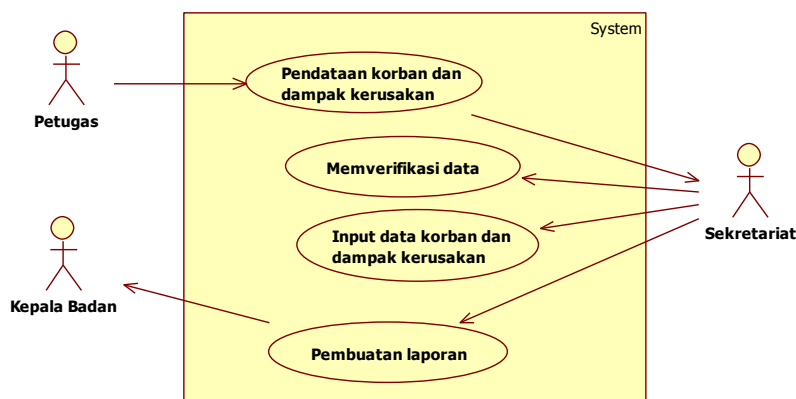 System
Petugas
Pendataan korban dan
dampak kerusakan
Memverifikasi data
Sekretariat
Input data korban dan
dampak kerusakan
Kepala Badan
Pembuatan laporan